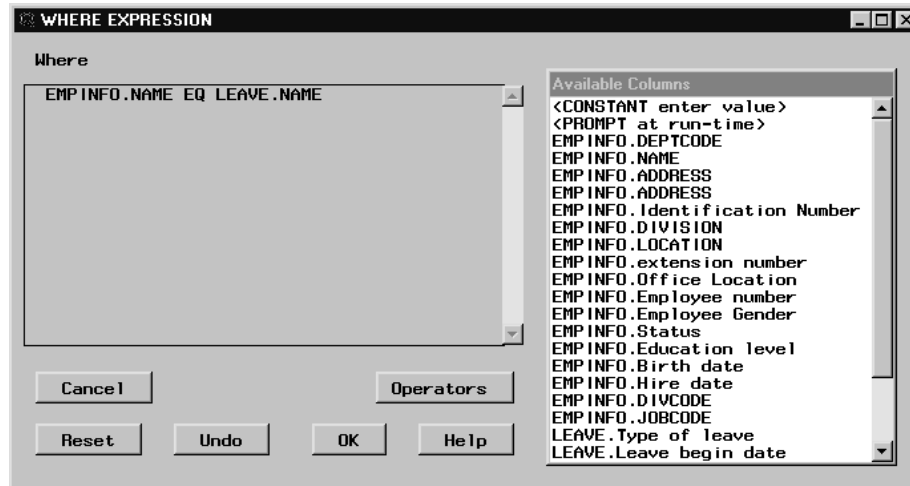 WHERE EXPRESSION
Where
EMPINFO.NAME EQ LEAVE.NAME
Available Columns
<CONSTANT enter value>
<PROMPT at run-time>
EMPINFO.DEPTCODE
EMPINFO.NAME
EMPINFO.ADDRESS
EMPINFO.ADDRESS
EMPINFO.Identification Number
EMPINFO.DIVISION
EMPINFO.LOCATION
EMPINFO.extension number
EMPINFO.Office Location
EMPINFO.Employee number
EMPINFO.Employee Gender
EMPINFO.Status
EMPINFO.Education level
EMPINFO.Birth date
EMPINFO.Hire date
EMPINFO.DIVCODE
EMPINFO.JOBCODE
LEAVE.Type of leave
LEAVE.Leave begin date
Cancel
Operators
Reset
Undo
OK
Help